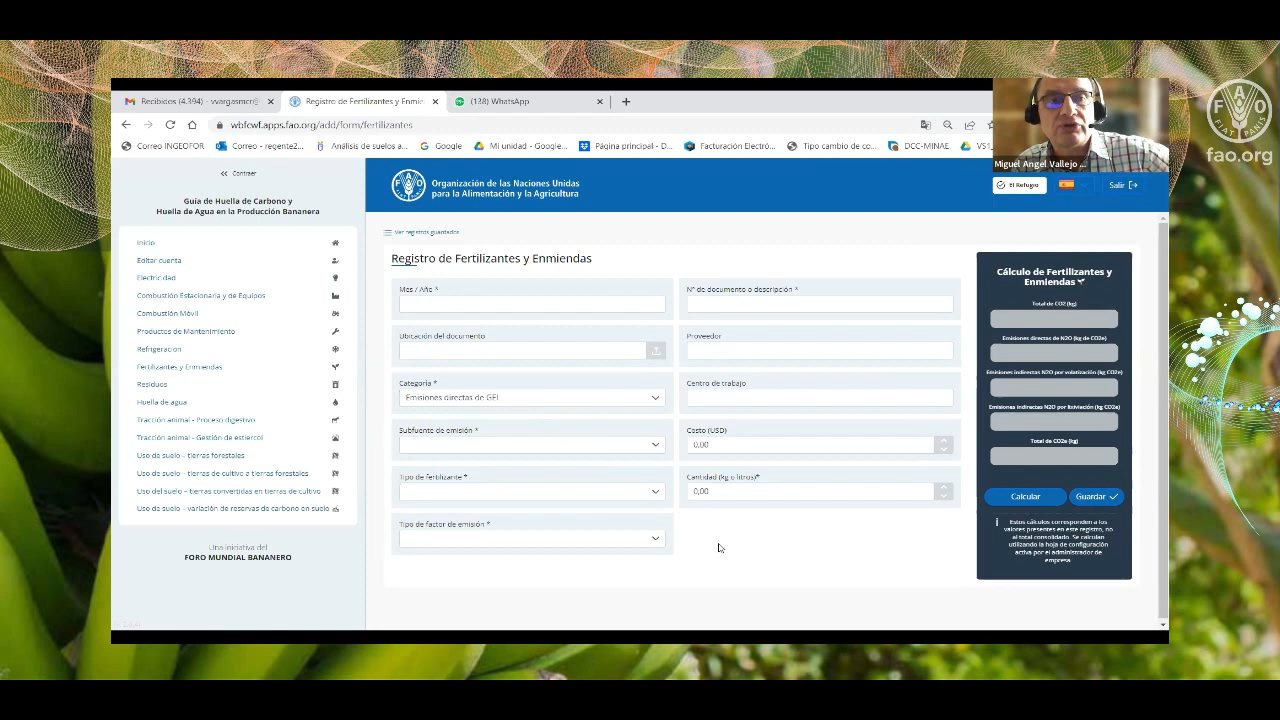 Recibidos (4.394) - vvargasmcr@
Registro de Fertilizantes y Enmie
(138) WhatsApp
wbfcwf.apps.fao.org/add/form/fertilizantes
Correo INGEOFOR
Correo - regente2...
Análisis de suelos a...
Google
Mi unidad - Google...
Página principal - D...
Facturación Electró...
Tipo cambio de co...
DCC-MINAE
VS1_
Miguel Angel Vallejo ...
FAO
FIAT PANIS
fao.org
Contraer
Guía de Huella de Carbono y
Huella de Agua en la Producción Bananera
Inicio
Editar cuenta
Electricidad
Combustión Estacionaria y de Equipos
Combustión Móvil
Productos de Mantenimiento
Refrigeracion
Fertilizantes y Enmiendas
Residuos
Huella de agua
Tracción animal - Proceso digestivo
Tracción animal - Gestión de estiercol
Uso de suelo - tierras forestales
Uso de suelo - tierras de cultivo a tierras forestales
Uso del suelo - tierras convertidas en tierras de cultivo
Uso de suelo - variación de reservas de carbono en suelo
Una iniciativa del
FORO MUNDIAL BANANERO
Organización de las Naciones Unidas
para la Alimentación y la Agricultura
El Refugio
Salir
Ver registros guardados
Registro de Fertilizantes y Enmiendas
Mes / Año *
N° de documento o descripción *
Ubicación del documento
Proveedor
Categoría *
Emisiones directas de GEI
Centro de trabajo
Subfuente de emisión *
Costo (USD)
0,00
Tipo de fertilizante *
Cantidad (kg o litros)*
0,00
Tipo de factor de emisión *
Cálculo de Fertilizantes y
Enmiendas
Total de CO2 (kg)
Emisiones directas de N2O (kg de CO2e)
Emisiones indirectas N2O por volatización (kg CO2e)
Emisiones indirectas N2O por lixiviación (kg CO2e)
Total de CO2e (kg)
Calcular
Guardar
Estos cálculos corresponden a los
valores presentes en este registro,
no al total consolidado. Se calculan
utilizando la hoja de configuración
activa por el administrador de
empresa.